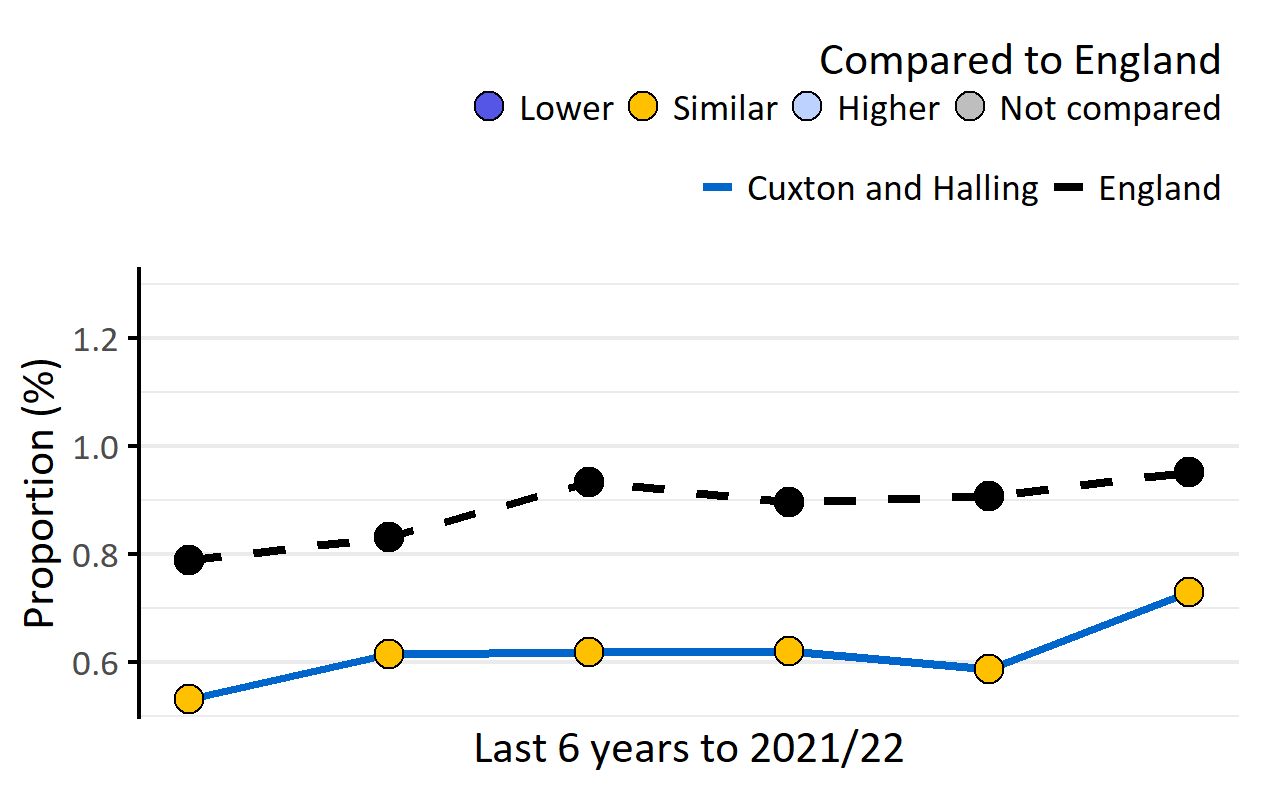 Compared to England
Lower Similar Higher Not compared
Cuxton and Halling England
Proportion (%)
1.2
1.0
0.8
0.6
Last 6 years to 2021/22